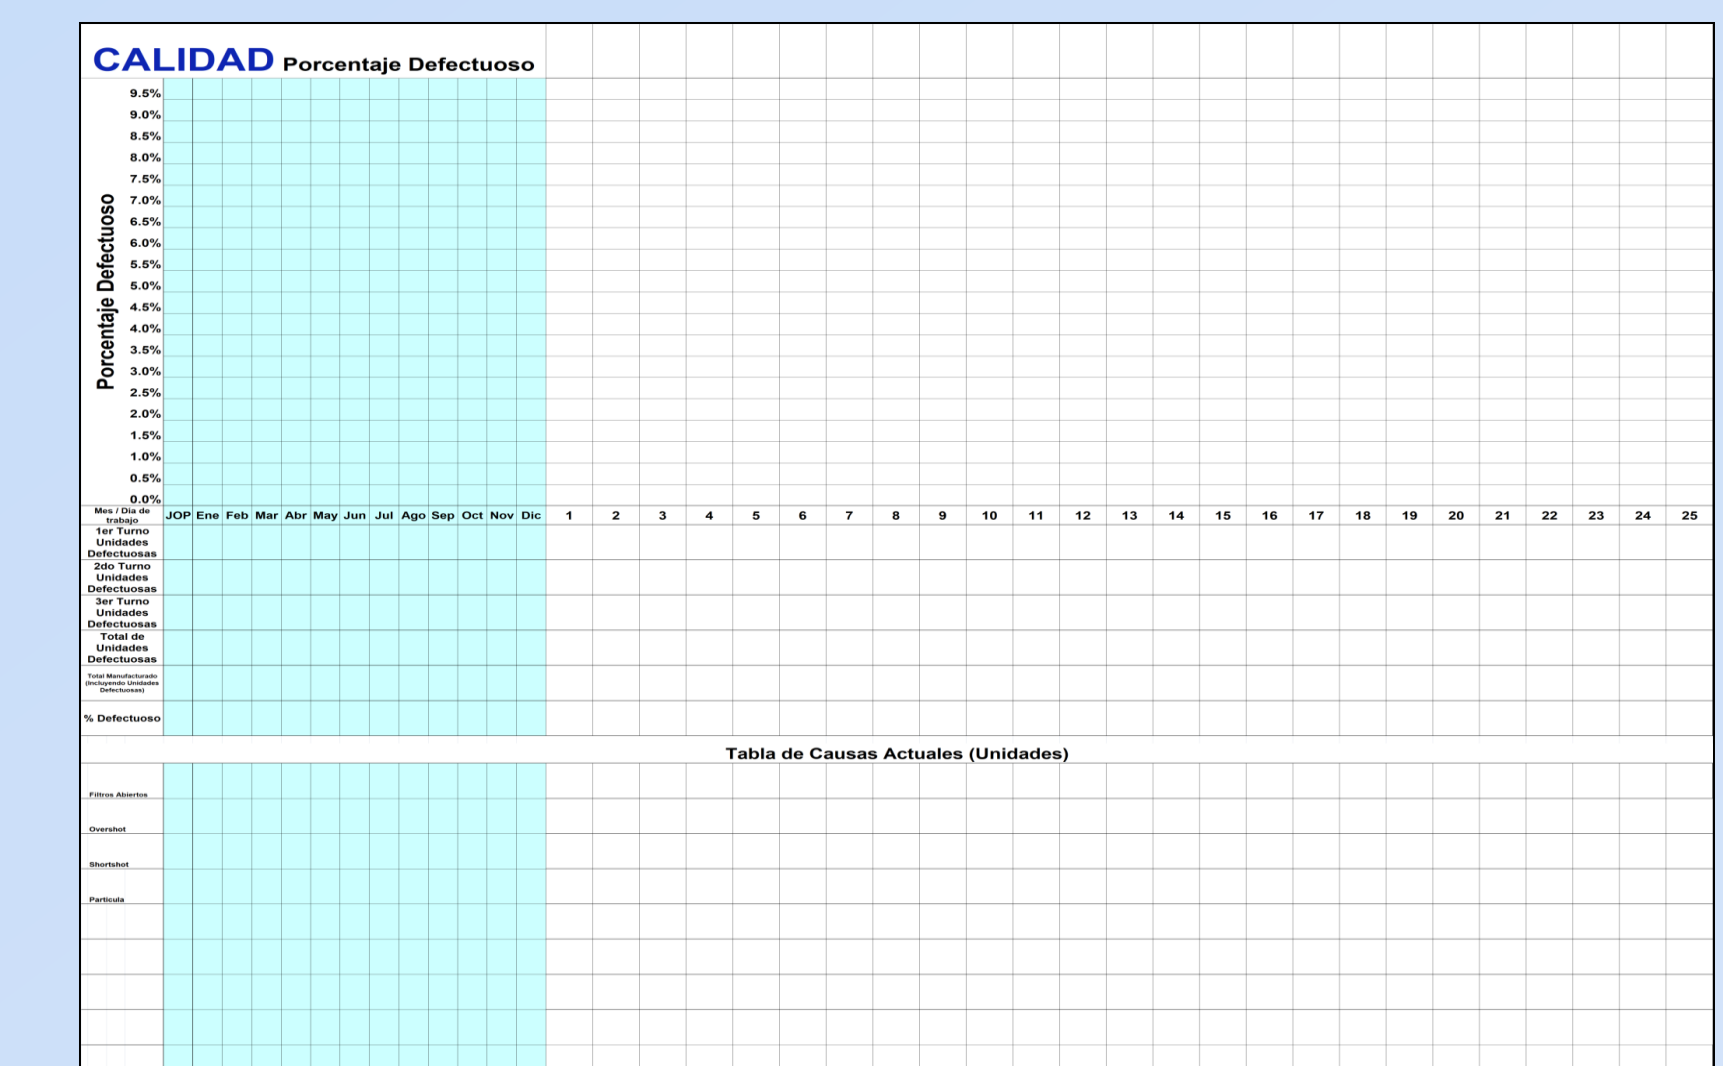 CALIDAD Porcentaje Defectuoso
Porcentaje Defectuoso
9.5%
9.0%
8.5%
8.0%
7.5%
7.0%
6.5%
6.0%
5.5%
5.0%
4.5%
4.0%
3.5%
3.0%
2.5%
2.0%
1.5%
1.0%
0.5%
0.0%
Mes / Dia de
trabajo
JOP Ene Feb Mar Abr May Jun Jul Ago Sep Oct Nov Dic 1 2 3 4 5 6 7 8 9 10 11 12 13 14 15 16 17 18 19 20 21 22 23 24 25
1er Turno
Unidades
Defectuosas
2do Turno
Unidades
Defectuosas
3er Turno
Unidades
Defectuosas
Total de
Unidades
Defectuosas
Total Manufacturado
(Incluyendo Unidades
Defectuosas)
% Defectuoso
Tabla de Causas Actuales (Unidades)
Filtros Abiertos
Overshot
Shortshot
Particula